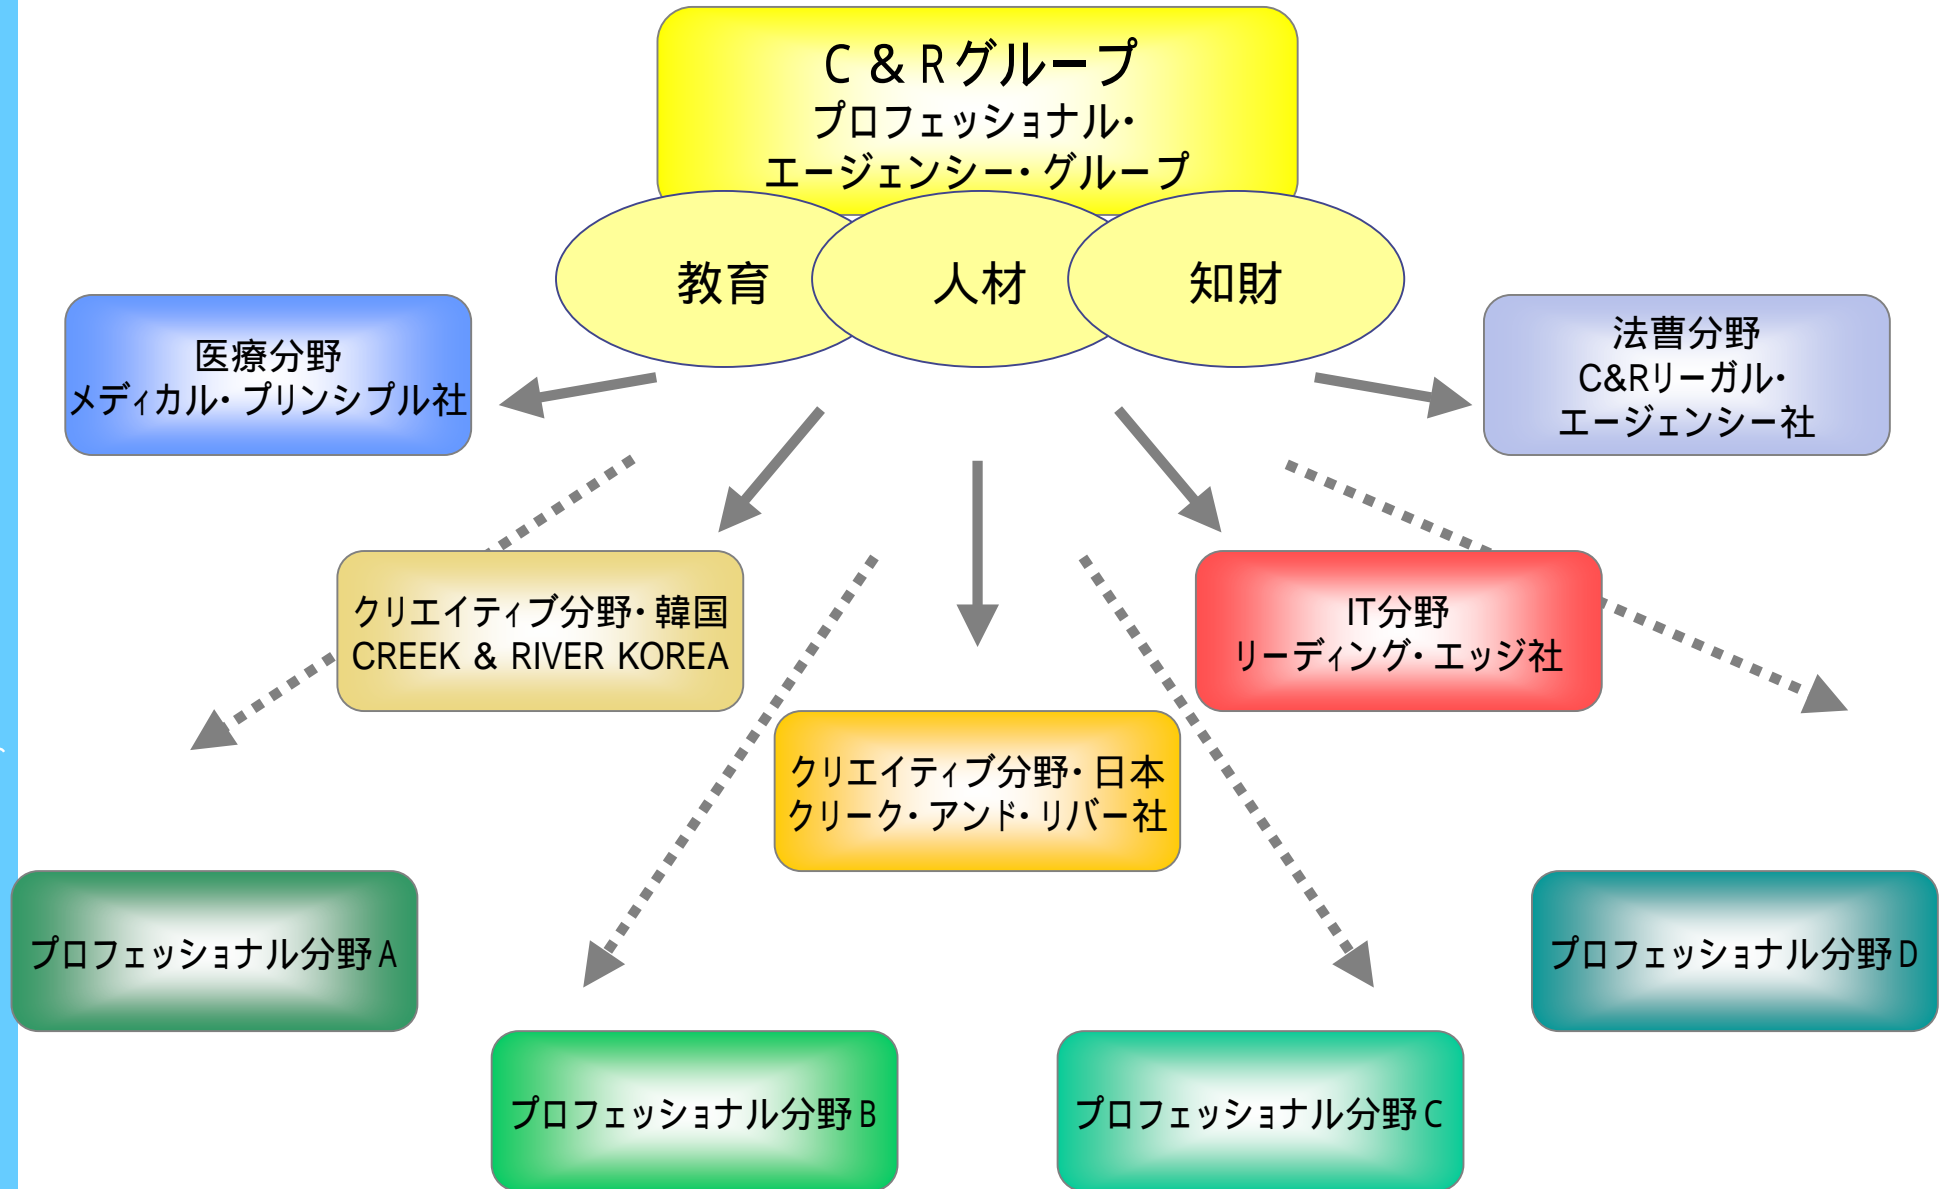 C & Rグループ
プロフェッショナル・
エージェンシー・グループ
教育
人材
知財
医療分野
メディカル・プリンシプル社
法曹分野
C&Rリーガル・
エージェンシー社
クリエイティブ分野・韓国
CREEK & RIVER KOREA
IT分野
リーディング・エッジ社
クリエイティブ分野・日本
クリーク・アンド・リバー社
プロフェッショナル分野A
プロフェッショナル分野D
プロフェッショナル分野B
プロフェッショナル分野C